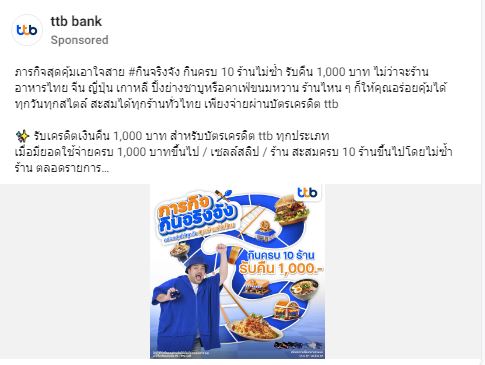 ttb
ttb bank
Sponsored
ภารกิจสุดคุ้มเอาใจสาย #กินจริงจัง กินครบ 10 ร้านไม่ซ้ำ รับคืน 1,000 บาท ไม่ว่าจะร้าน
อาหารไทย จีน ญี่ปุ่น เกาหลี ปิ้งย่างชาบูหรือคาเฟ่ขนมหวาน ร้านไหน ๆ ก็ให้คุณอร่อยคุ้มได้
ทุกวันทุกสไตล์ สะสมได้ทุกร้านทั่วไทย เพียงจ่ายผ่านบัตรเครดิต ttb
รับเครดิตเงินคืน 1,000 บาท สำหรับบัตรเครดิต ttb ทุกประเภท
เมื่อมียอดใช้จ่ายครบ 1,000 บาทขึ้นไป / เซลล์สลิป / ร้าน สะสมครบ 10 ร้านขึ้นไปโดยไม่ซ้ำ
ร้าน ตลอดรายการ...
ttb
ภารกิจ
กินจริงจัง
กินครบ 10 ร้าน
รับคืน 1,000.-